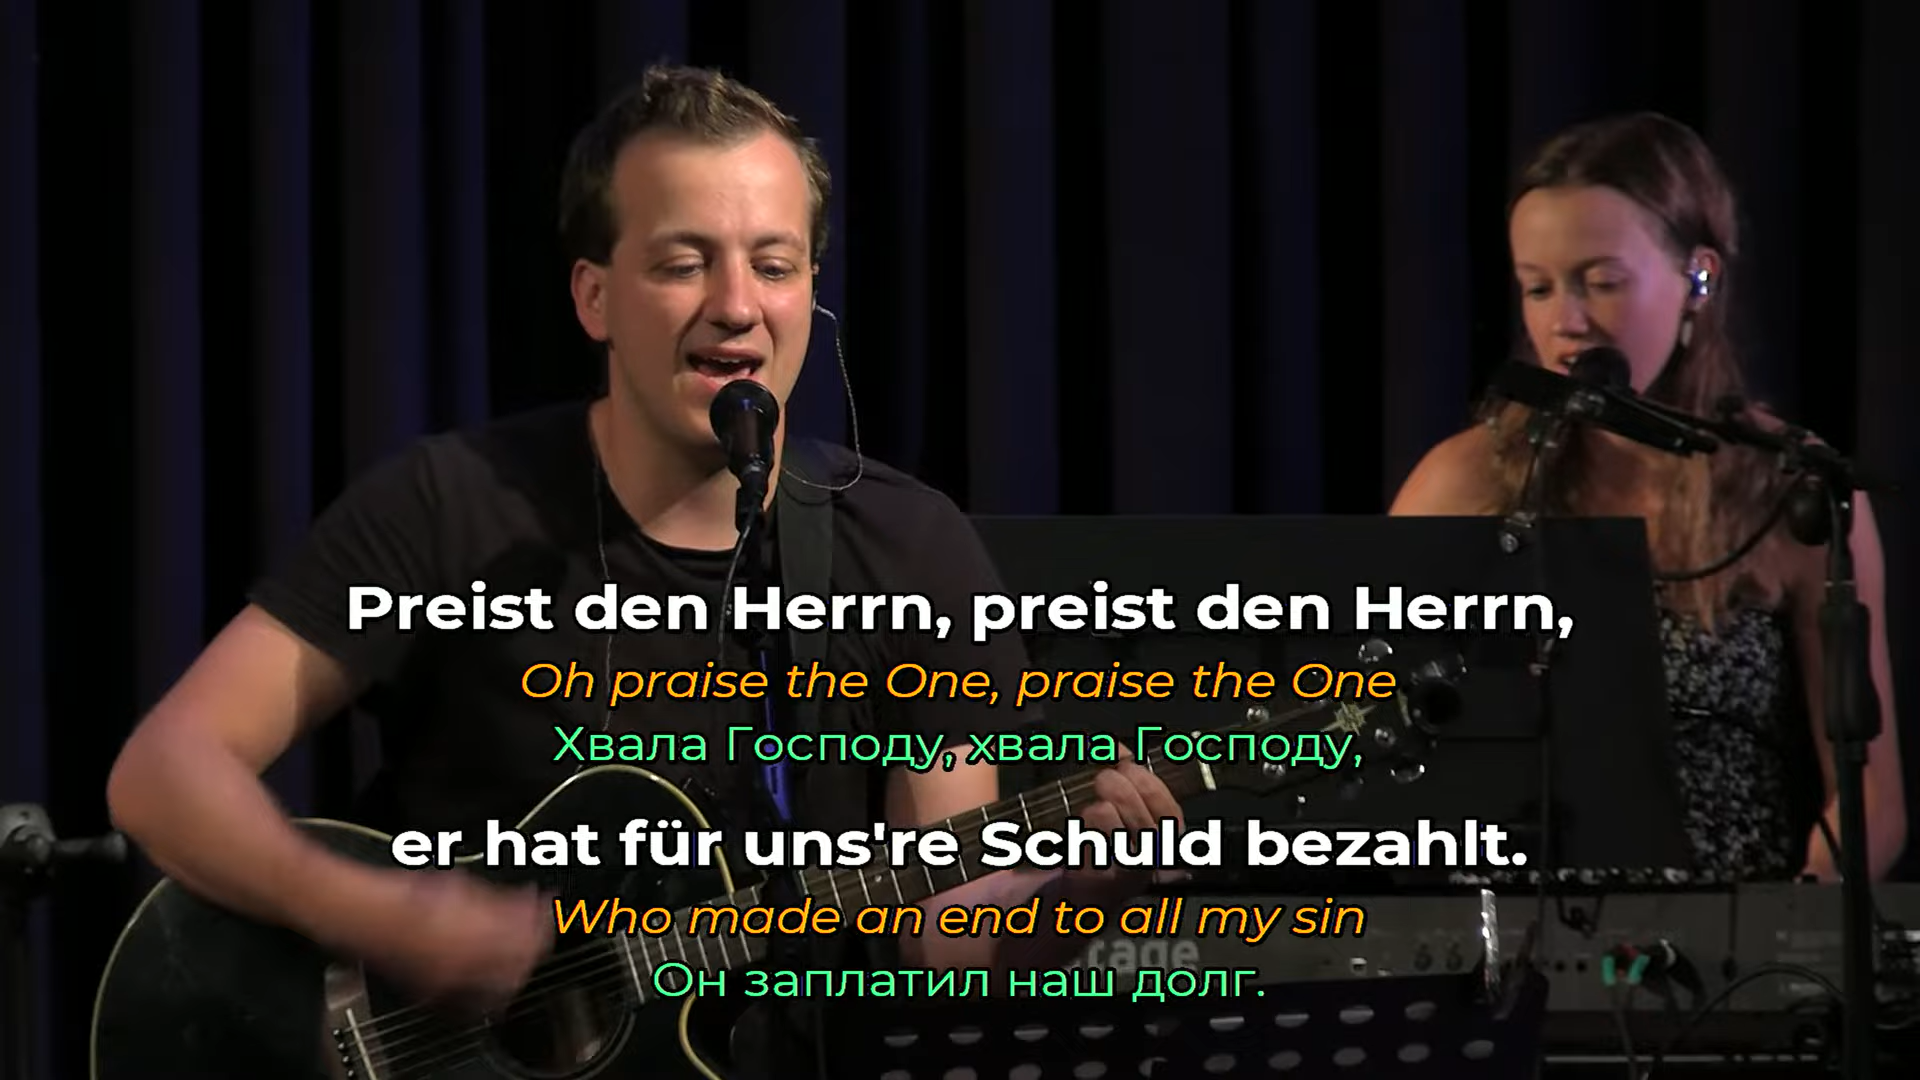 Preist den Herrn, preist den Herrn,
Oh praise the One, praise the One
Хвала Господу, хвала Господу,
er hat für uns're Schuld bezahlt.
Who made an end to all my sin
Он заплатил наш долг.